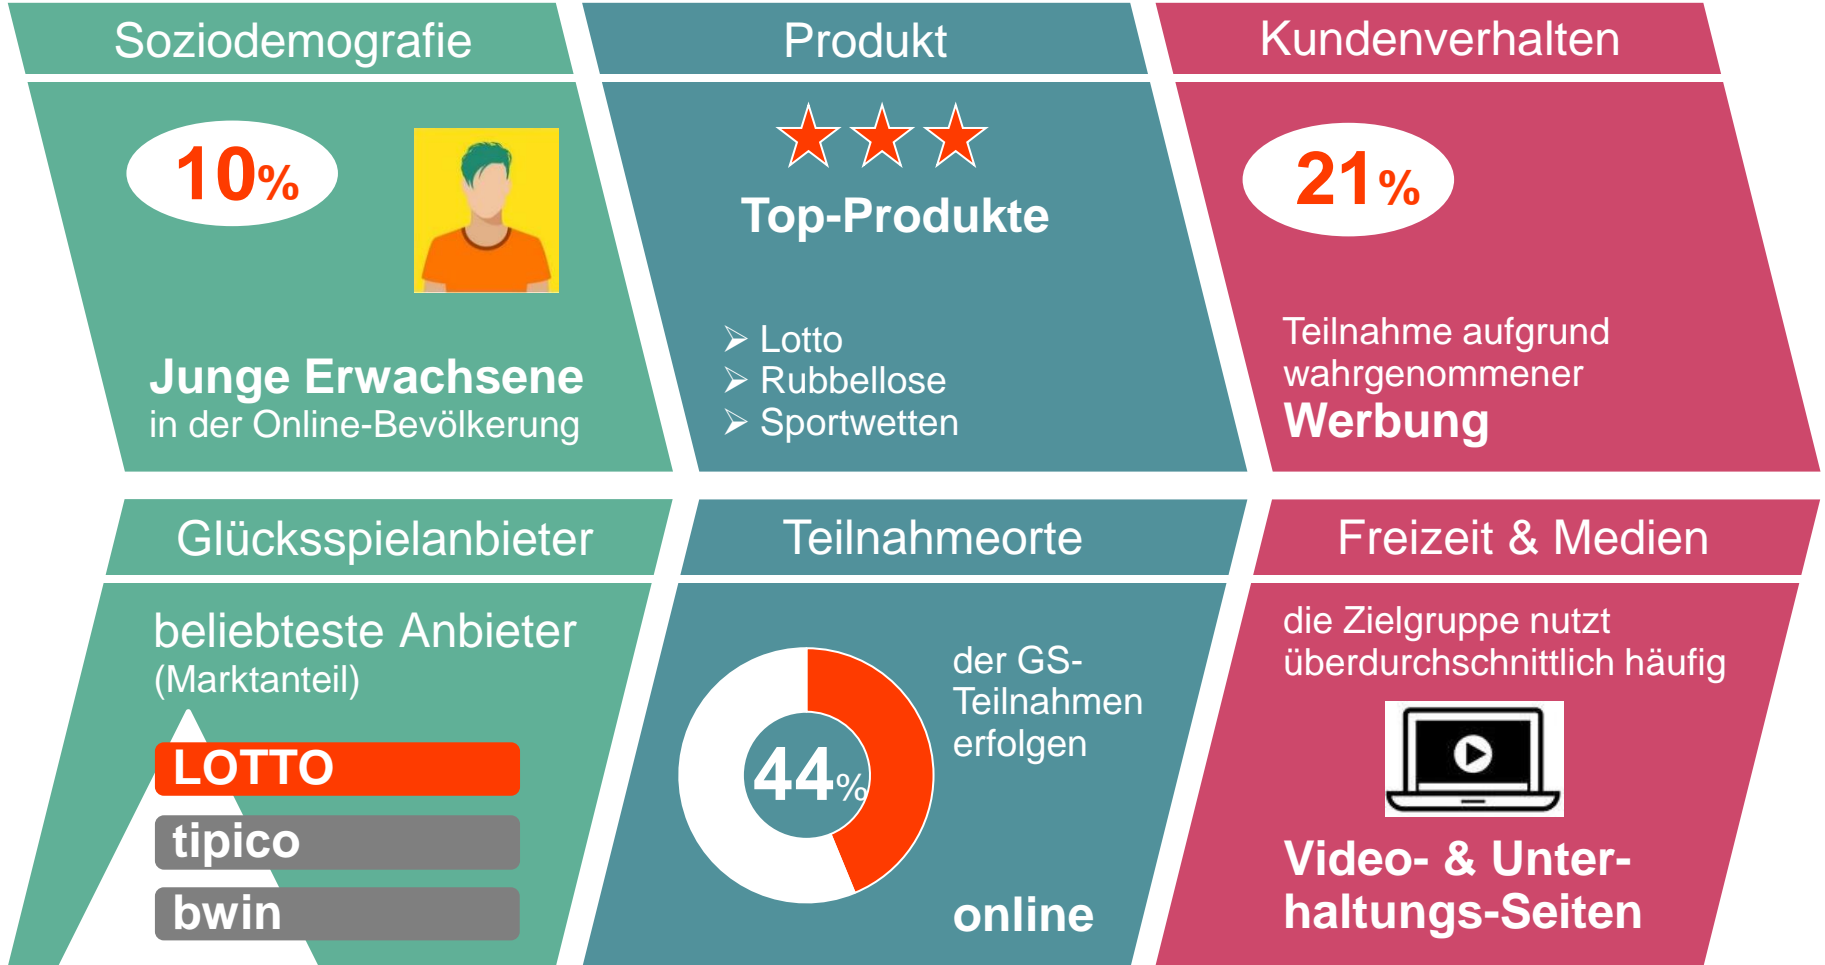 Soziodemografie
10%
Junge Erwachsene
in der Online-Bevölkerung
Produkt
Top-Produkte
➢ Lotto
➢ Rubbellose
➢ Sportwetten
Kundenverhalten
21%
Teilnahme aufgrund
wahrgenommener
Werbung
Glücksspielanbieter
beliebteste Anbieter
(Marktanteil)
LOTTO
tipico
bwin
Teilnahmeorte
44%
der GS-
Teilnahmen
erfolgen
online
Freizeit & Medien
die Zielgruppe nutzt
überdurchschnittlich häufig
Video- & Unter-
haltungs-Seiten